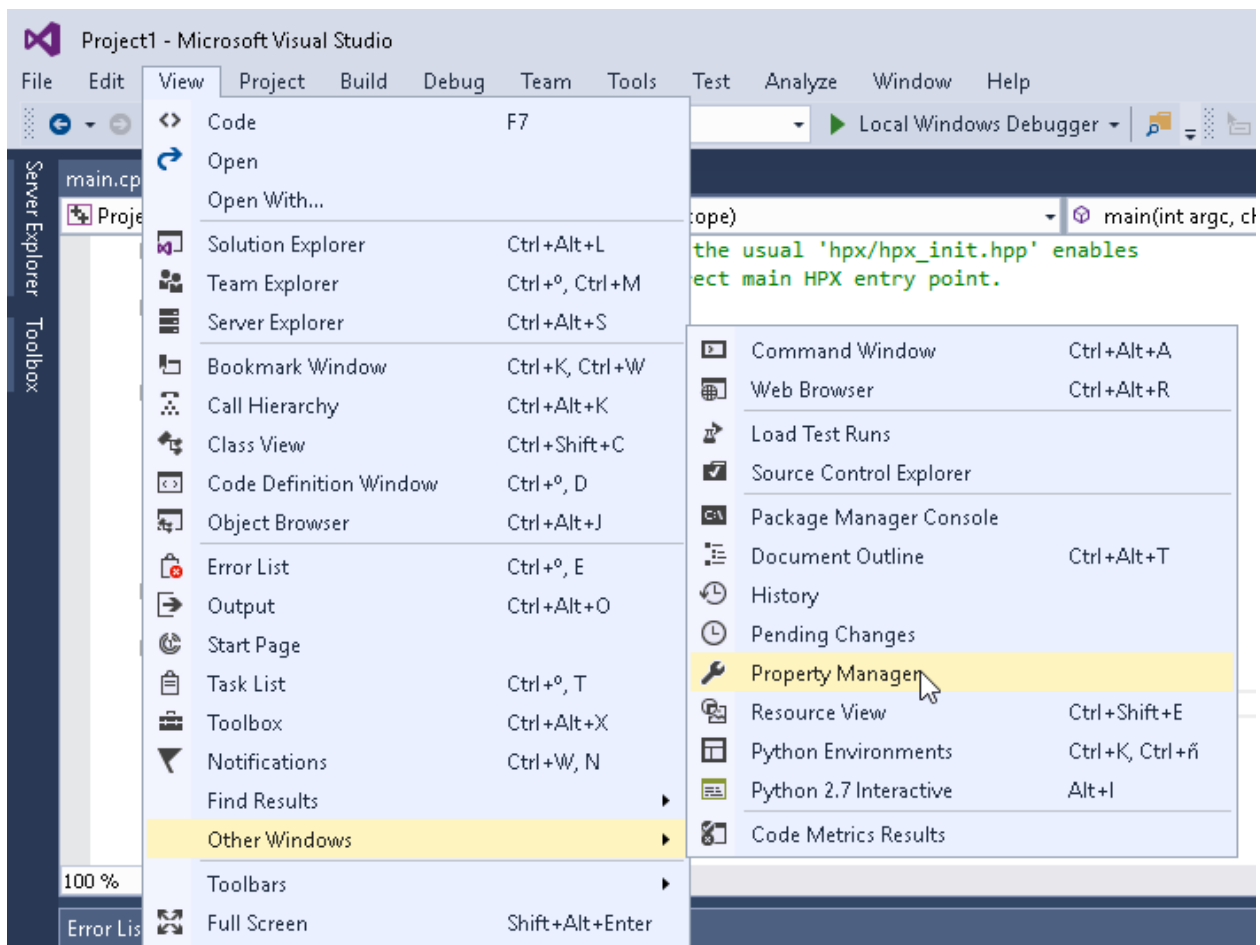 Project1 - Microsoft Visual Studio
File Edit View Project Build Debug Team Tools Test Analyze Window Help
Local Windows Debugger
Server Explorer
Toolbox
main.cp
Proje
cope)
main(int argc, ch
the usual 'hpx/hpx_init.hpp' enables
ect main HPX entry point.
Code F7
Open
Open With...
Solution Explorer Ctrl+Alt+L
Team Explorer Ctrl+º, Ctrl+M
Server Explorer Ctrl+Alt+S
Bookmark Window Ctrl+K, Ctrl+W
Call Hierarchy Ctrl+Alt+K
Class View Ctrl+Shift+C
Code Definition Window Ctrl+º, D
Object Browser Ctrl+Alt+J
Error List Ctrl+º, E
Output Ctrl+Alt+O
Start Page
Task List Ctrl+º, T
Toolbox Ctrl+Alt+X
Notifications Ctrl+W, N
Find Results
Other Windows
Toolbars
Full Screen Shift+Alt+Enter
Command Window Ctrl+Alt+A
Web Browser Ctrl+Alt+R
Load Test Runs
Source Control Explorer
Package Manager Console
Document Outline Ctrl+Alt+T
History
Pending Changes
Property Manager
Resource View Ctrl+Shift+E
Python Environments Ctrl+K, Ctrl+ñ
Python 2.7 Interactive Alt+I
Code Metrics Results
100 %
Error Lis